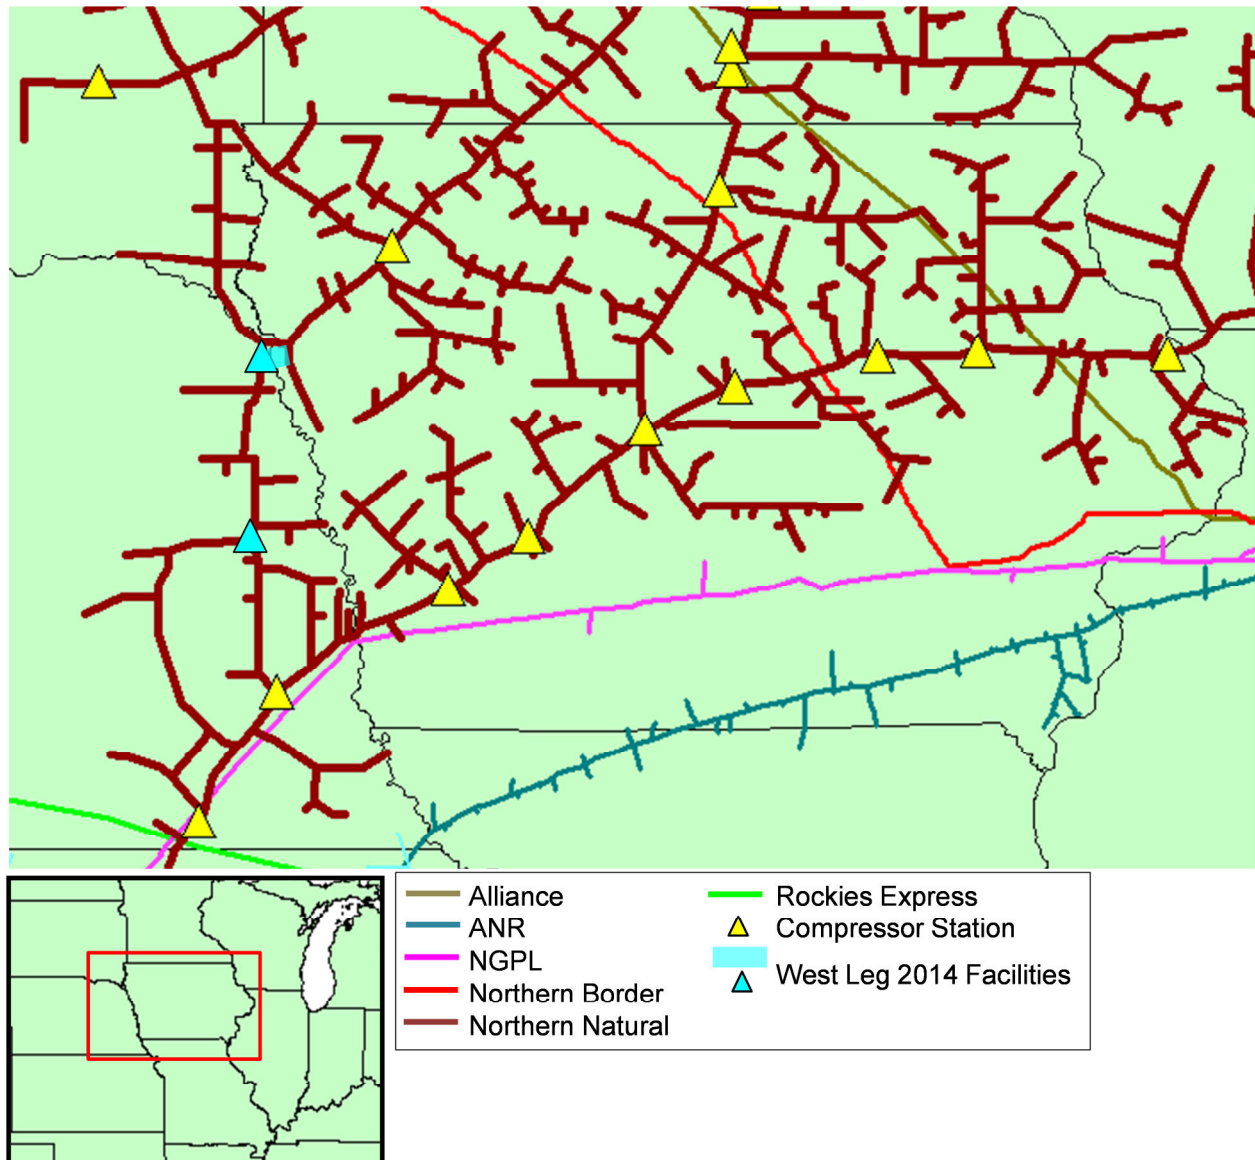 Alliance
ANR
NGPL
Northern Border
Northern Natural
Rockies Express
Compressor Station
West Leg 2014 Facilities